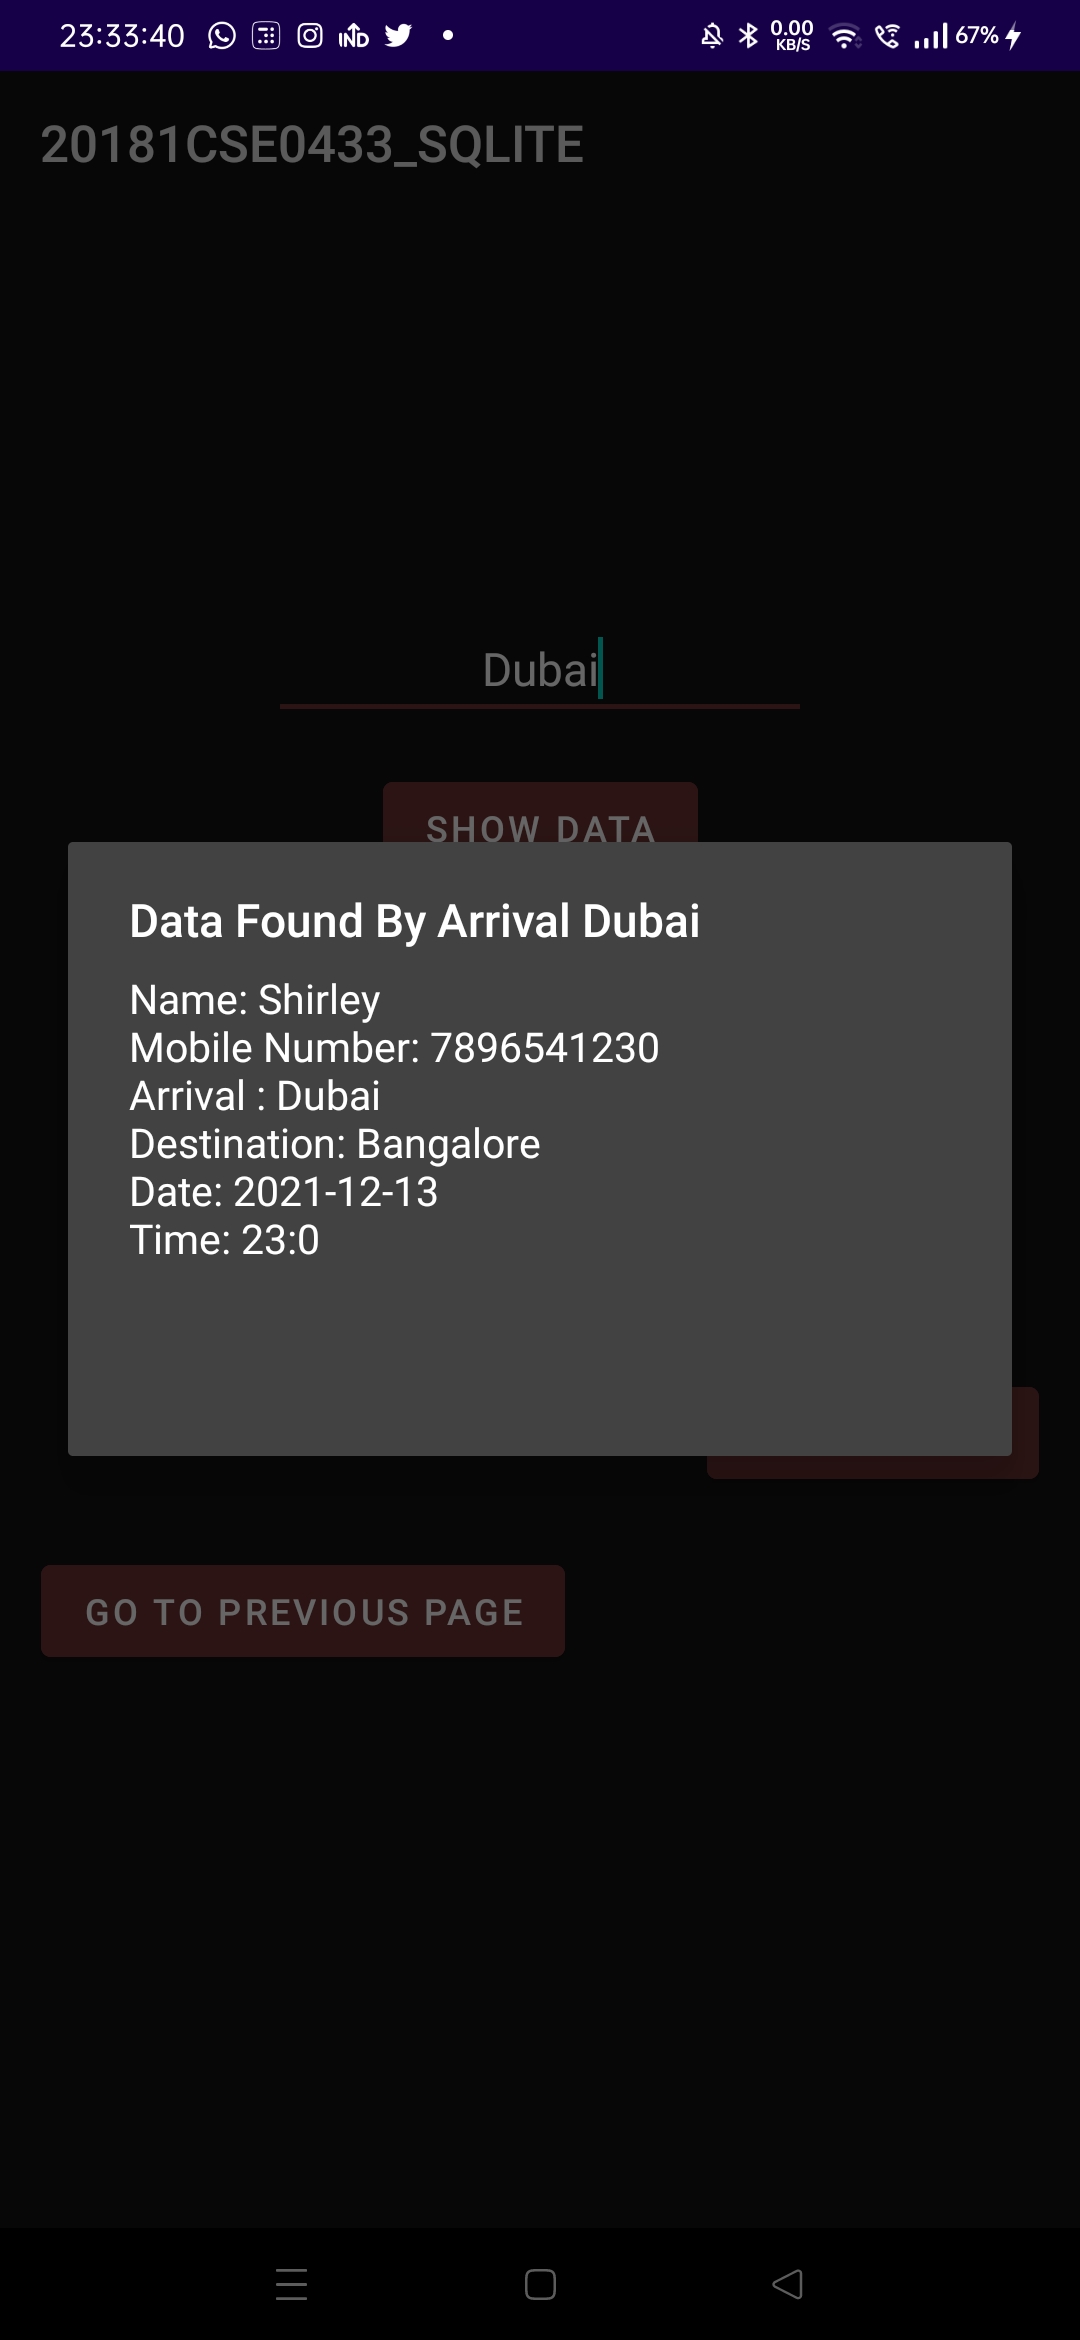 23:33:40 IND 0.00 KB/S 67%
20181CSE0433_SQLITE
Dubai
SHOW DATA
Data Found By Arrival Dubai
Name: Shirley
Mobile Number: 7896541230
Arrival : Dubai
Destination: Bangalore
Date: 2021-12-13
Time: 23:0
GO TO PREVIOUS PAGE